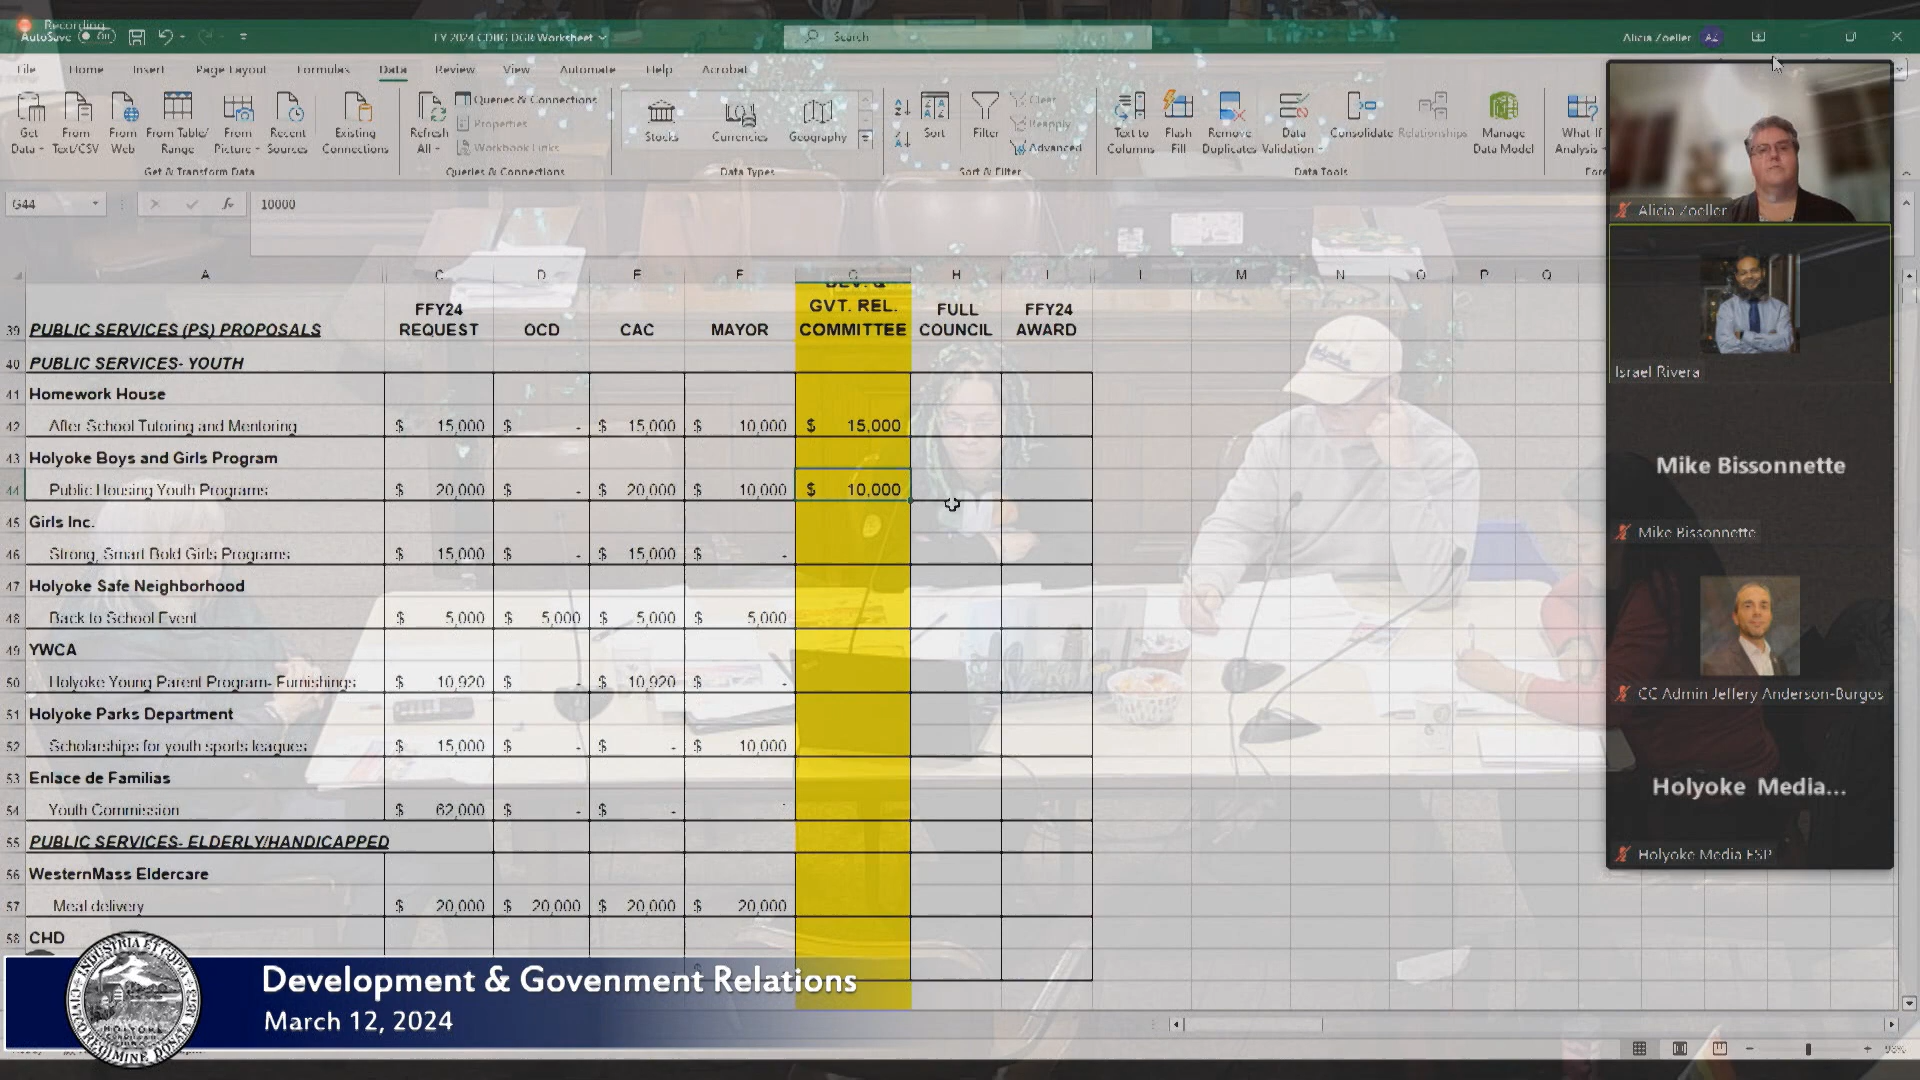 Recording
AutoSave Off FY 2024 CDBG DGR Worksheet Search Alicia Zoeller AZ
File Home Insert Page Layout Formulas Data Review View Automate Help Acrobat
Get Data From Text/CSV From Web From Table/Range From Picture Recent Sources Existing Connections Refresh All Queries & Connections Properties Workbook Links Stocks Currencies Geography Sort Filter Clear Reapply Advanced Text to Columns Flash Fill Remove Duplicates Data Validation Consolidate Relationships Manage Data Model What If Analysis
Get & Transform Data Queries & Connections Data Types Sort & Filter Data Tools Fore
G44 fx 10000
A C D E F G H I L M N O P Q
39 PUBLIC SERVICES (PS) PROPOSALS FFY24 REQUEST OCD CAC MAYOR DEV. & GVT. REL. COMMITTEE FULL COUNCIL FFY24 AWARD
40 PUBLIC SERVICES- YOUTH
41 Homework House
42 After School Tutoring and Mentoring $ 15,000 $ - $ 15,000 $ 10,000 $ 15,000
43 Holyoke Boys and Girls Program
44 Public Housing Youth Programs $ 20,000 $ - $ 20,000 $ 10,000 $ 10,000
45 Girls Inc.
46 Strong, Smart Bold Girls Programs $ 15,000 $ - $ 15,000 $ -
47 Holyoke Safe Neighborhood
48 Back to School Event $ 5,000 $ 5,000 $ 5,000 $ 5,000
49 YWCA
50 Holyoke Young Parent Program- Furnishings $ 10,920 $ - $ 10,920 $ -
51 Holyoke Parks Department
52 Scholarships for youth sports leagues $ 15,000 $ - $ - $ 10,000
53 Enlace de Familias
54 Youth Commission $ 62,000 $ - $ -
55 PUBLIC SERVICES- ELDERLY/HANDICAPPED
56 WesternMass Eldercare
57 Meal delivery $ 20,000 $ 20,000 $ 20,000 $ 20,000
58 CHD
Alicia Zoeller
Israel Rivera
Mike Bissonnette
Mike Bissonnette
CC Admin Jeffery Anderson-Burgos
Holyoke Media...
Holyoke Media ESP
Development & Govenment Relations
March 12, 2024